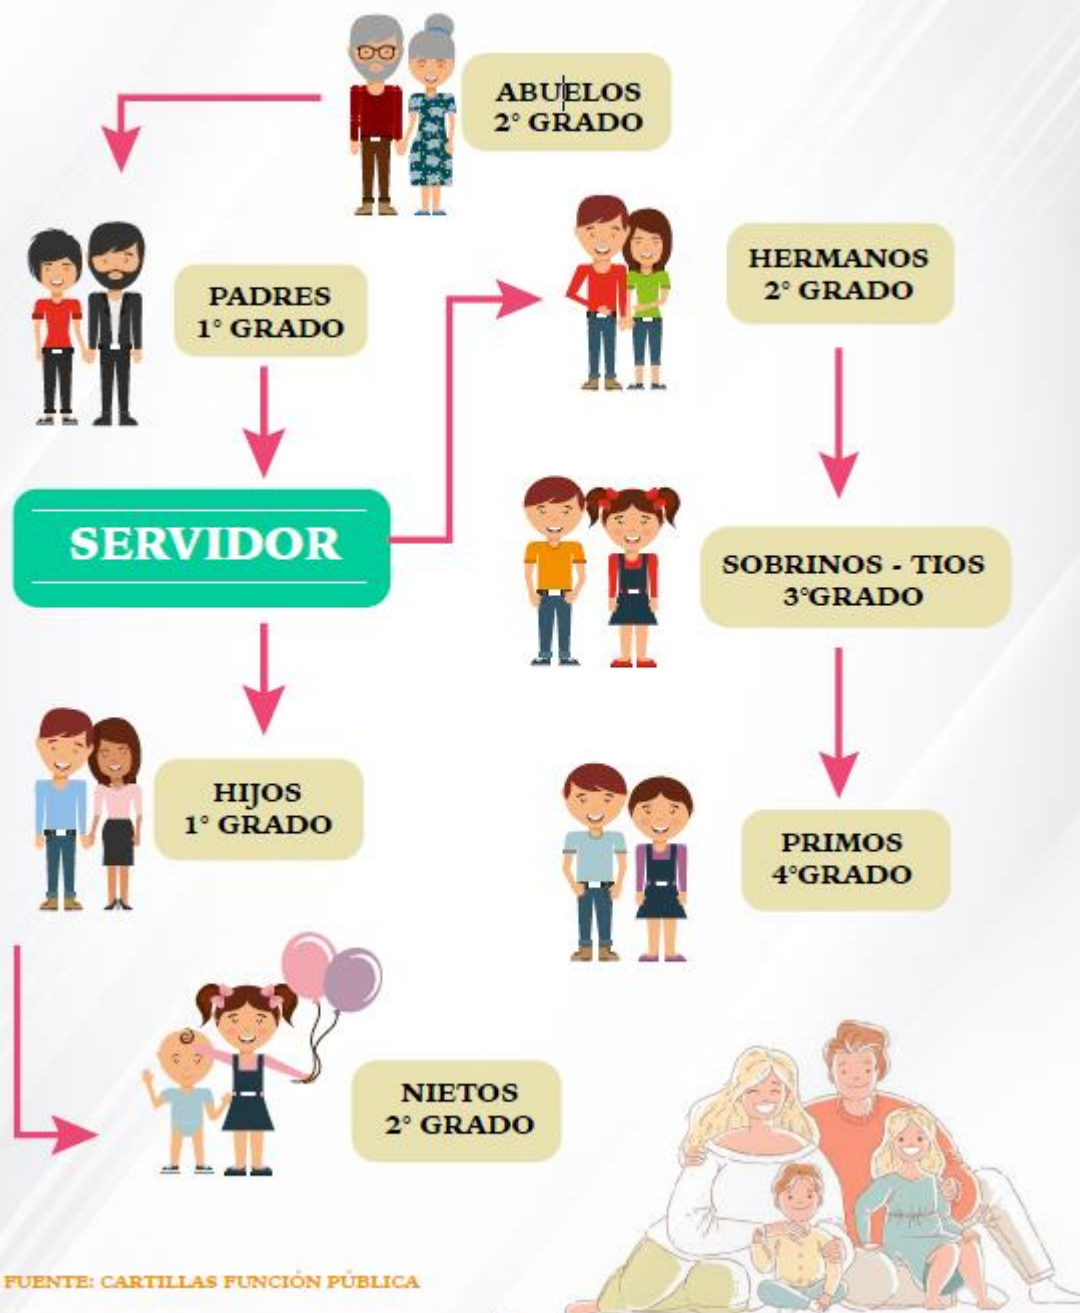 ABUELOS
2° GRADO
PADRES
1° GRADO
HERMANOS
2° GRADO
SERVIDOR
SOBRINOS - TIOS
3°GRADO
HIJOS
1° GRADO
PRIMOS
4°GRADO
NIETOS
2° GRADO
FUENTE: CARTILLAS FUNCIÓN PÚBLICA